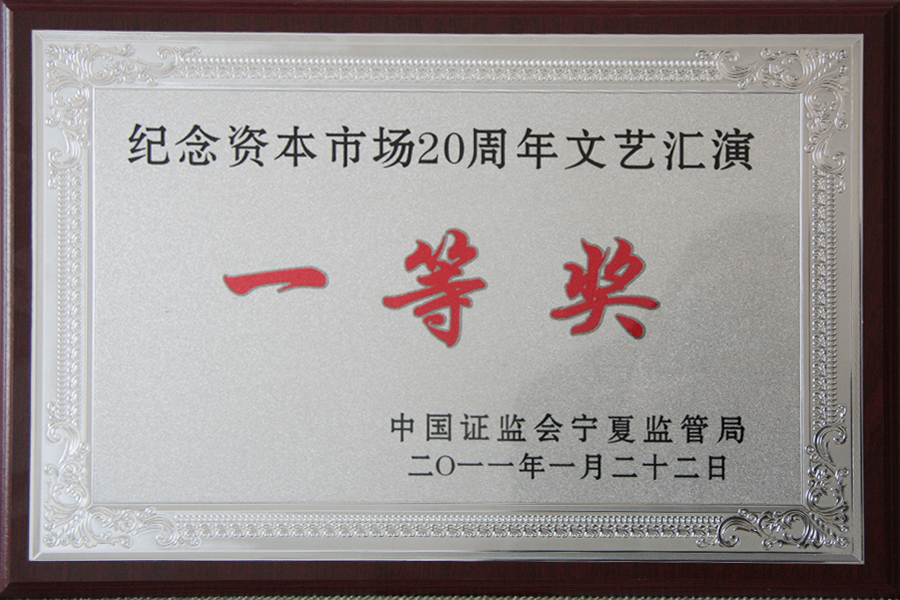 纪念资本市场20周年文艺汇演
一等奖
中国证监会宁夏监管局
二〇一一年一月二十二日